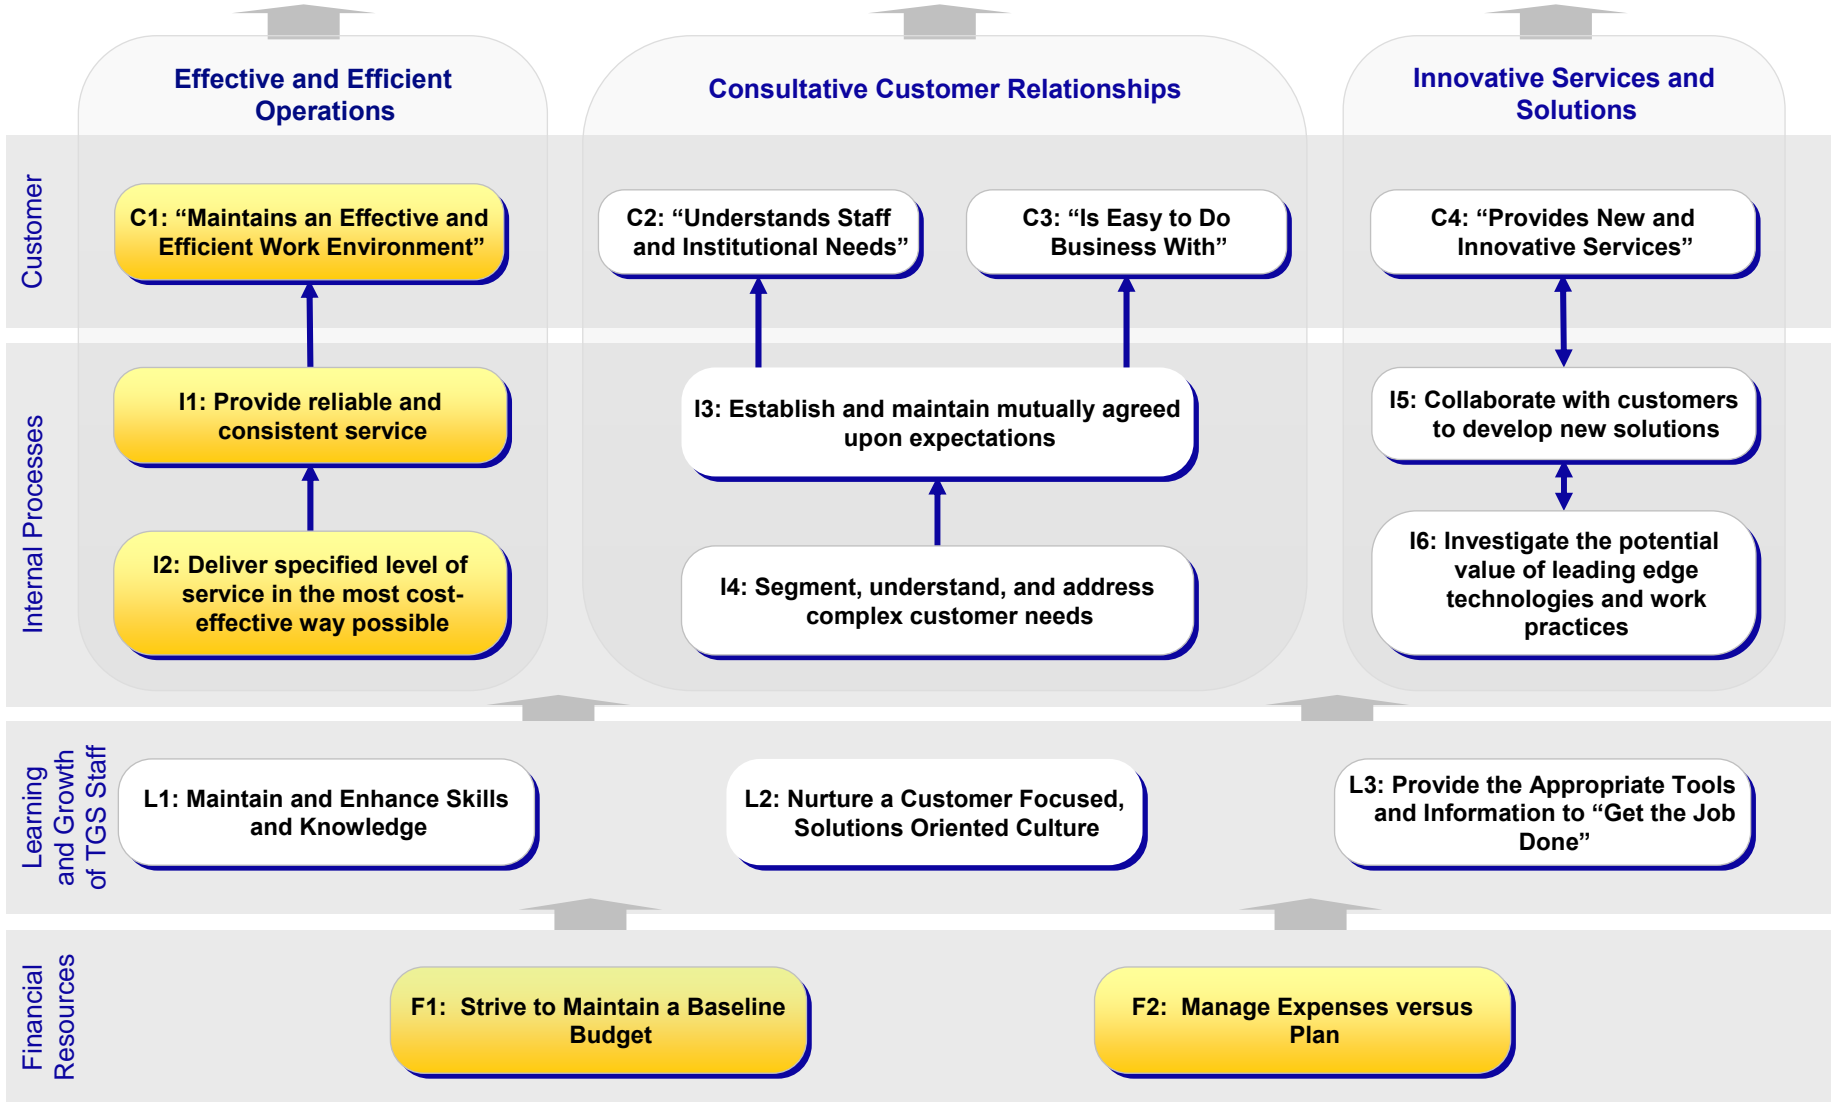 Effective and Efficient
Operations
Consultative Customer Relationships
Innovative Services and
Solutions
Customer
C1: “Maintains an Effective and
Efficient Work Environment”
C2: “Understands Staff
and Institutional Needs”
C3: “Is Easy to Do
Business With”
C4: “Provides New and
Innovative Services”
Internal Processes
I1: Provide reliable and
consistent service
I3: Establish and maintain mutually agreed
upon expectations
I5: Collaborate with customers
to develop new solutions
I2: Deliver specified level of
service in the most cost-
effective way possible
I4: Segment, understand, and address
complex customer needs
I6: Investigate the potential
value of leading edge
technologies and work
practices
Learning
and Growth
of TGS Staff
L1: Maintain and Enhance Skills
and Knowledge
L2: Nurture a Customer Focused,
Solutions Oriented Culture
L3: Provide the Appropriate Tools
and Information to “Get the Job
Done”
Financial
Resources
F1:  Strive to Maintain a Baseline
Budget
F2:  Manage Expenses versus
Plan